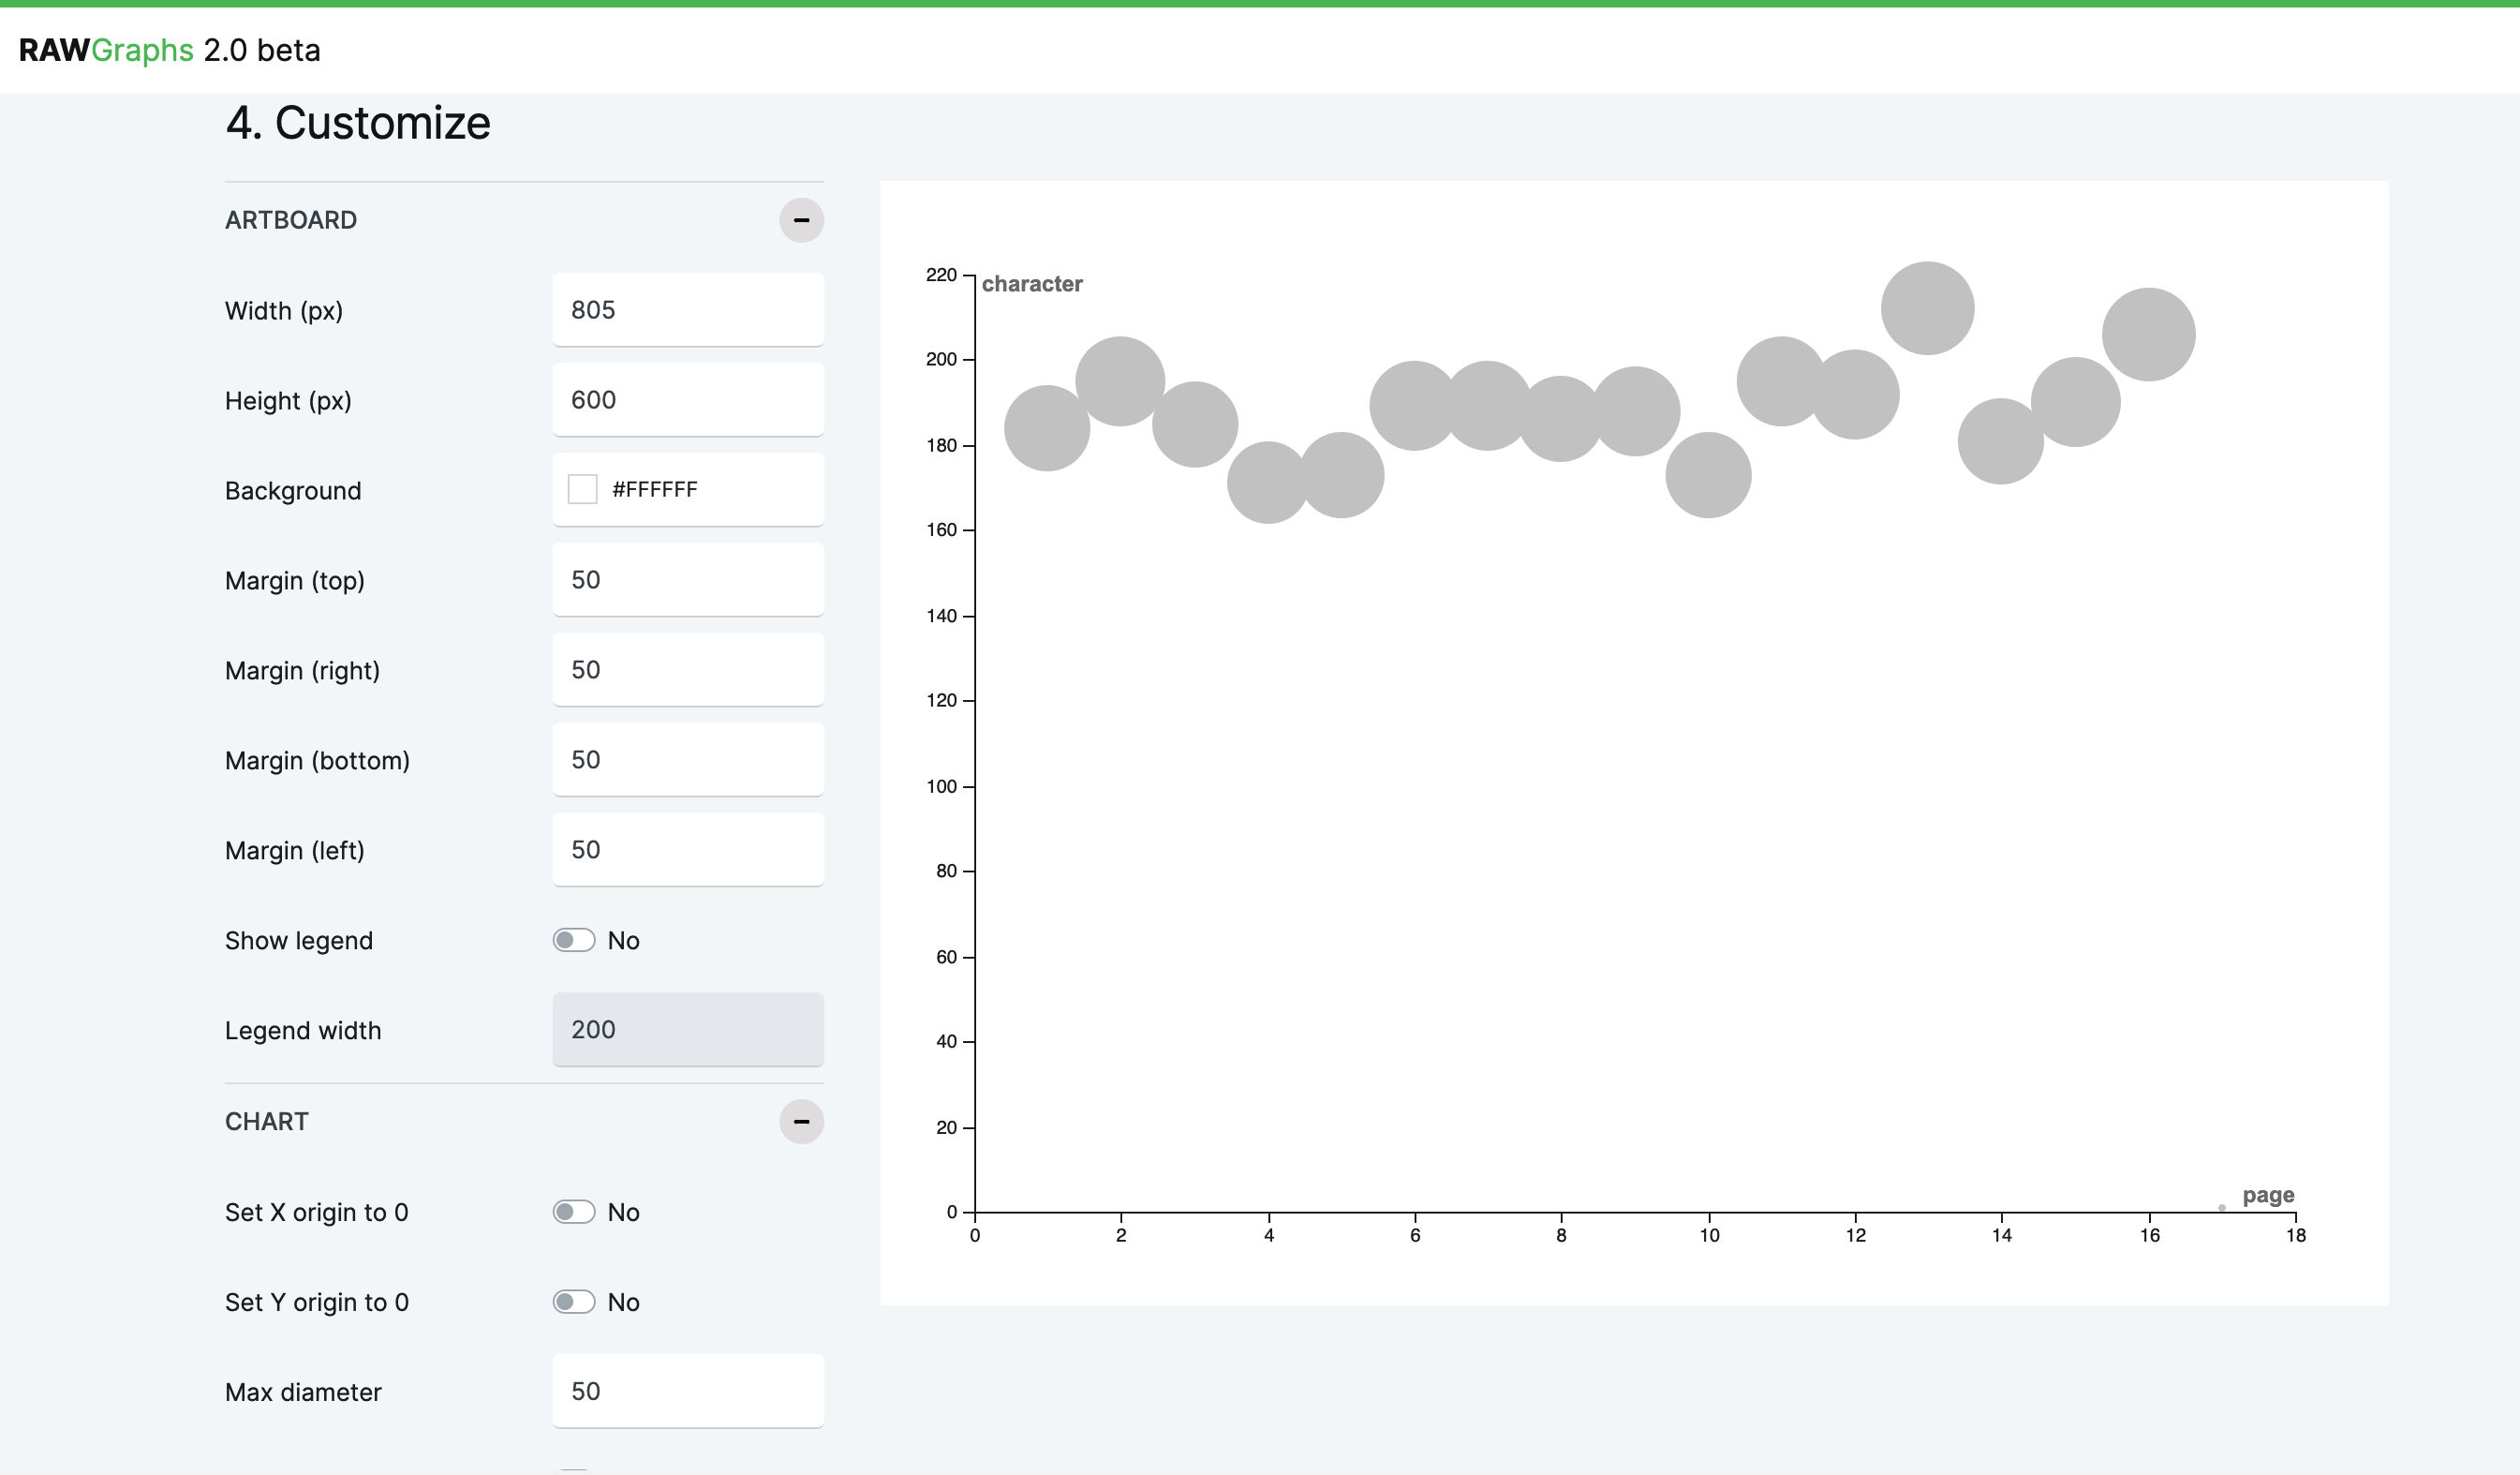 RAWGraphs 2.0 beta
4. Customize
ARTBOARD
Width (px)
805
Height (px)
600
Background
#FFFFFF
Margin (top)
50
Margin (right)
50
Margin (bottom)
50
Margin (left)
50
Show legend
No
Legend width
200
CHART
Set X origin to 0
No
Set Y origin to 0
No
Max diameter
50
character
220
200
180
160
140
120
100
80
60
40
20
0
page
0 2 4 6 8 10 12 14 16 18